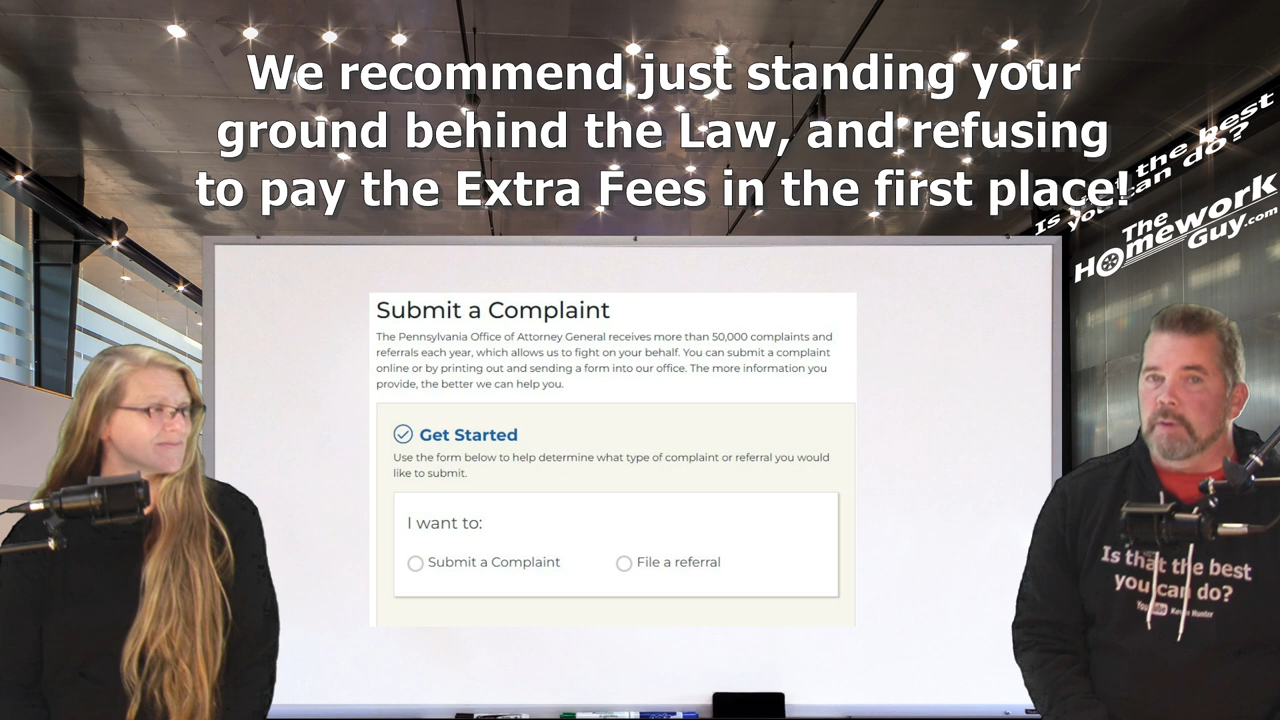 We recommend just standing your
ground behind the Law, and refusing
to pay the Extra Fees in the first place!
Is that the best
you can do?
The
Homework
Guy.com
Submit a Complaint
The Pennsylvania Office of Attorney General receives more than 50,000 complaints and
referrals each year, which allows us to fight on your behalf. You can submit a complaint
online or by printing out and sending a form into our office. The more information you
provide, the better we can help you.
Get Started
Use the form below to help determine what type of complaint or referral you would
like to submit.
I want to:
Submit a Complaint
File a referral
Is that the best
you can do?
YouTube Kevin Hunter